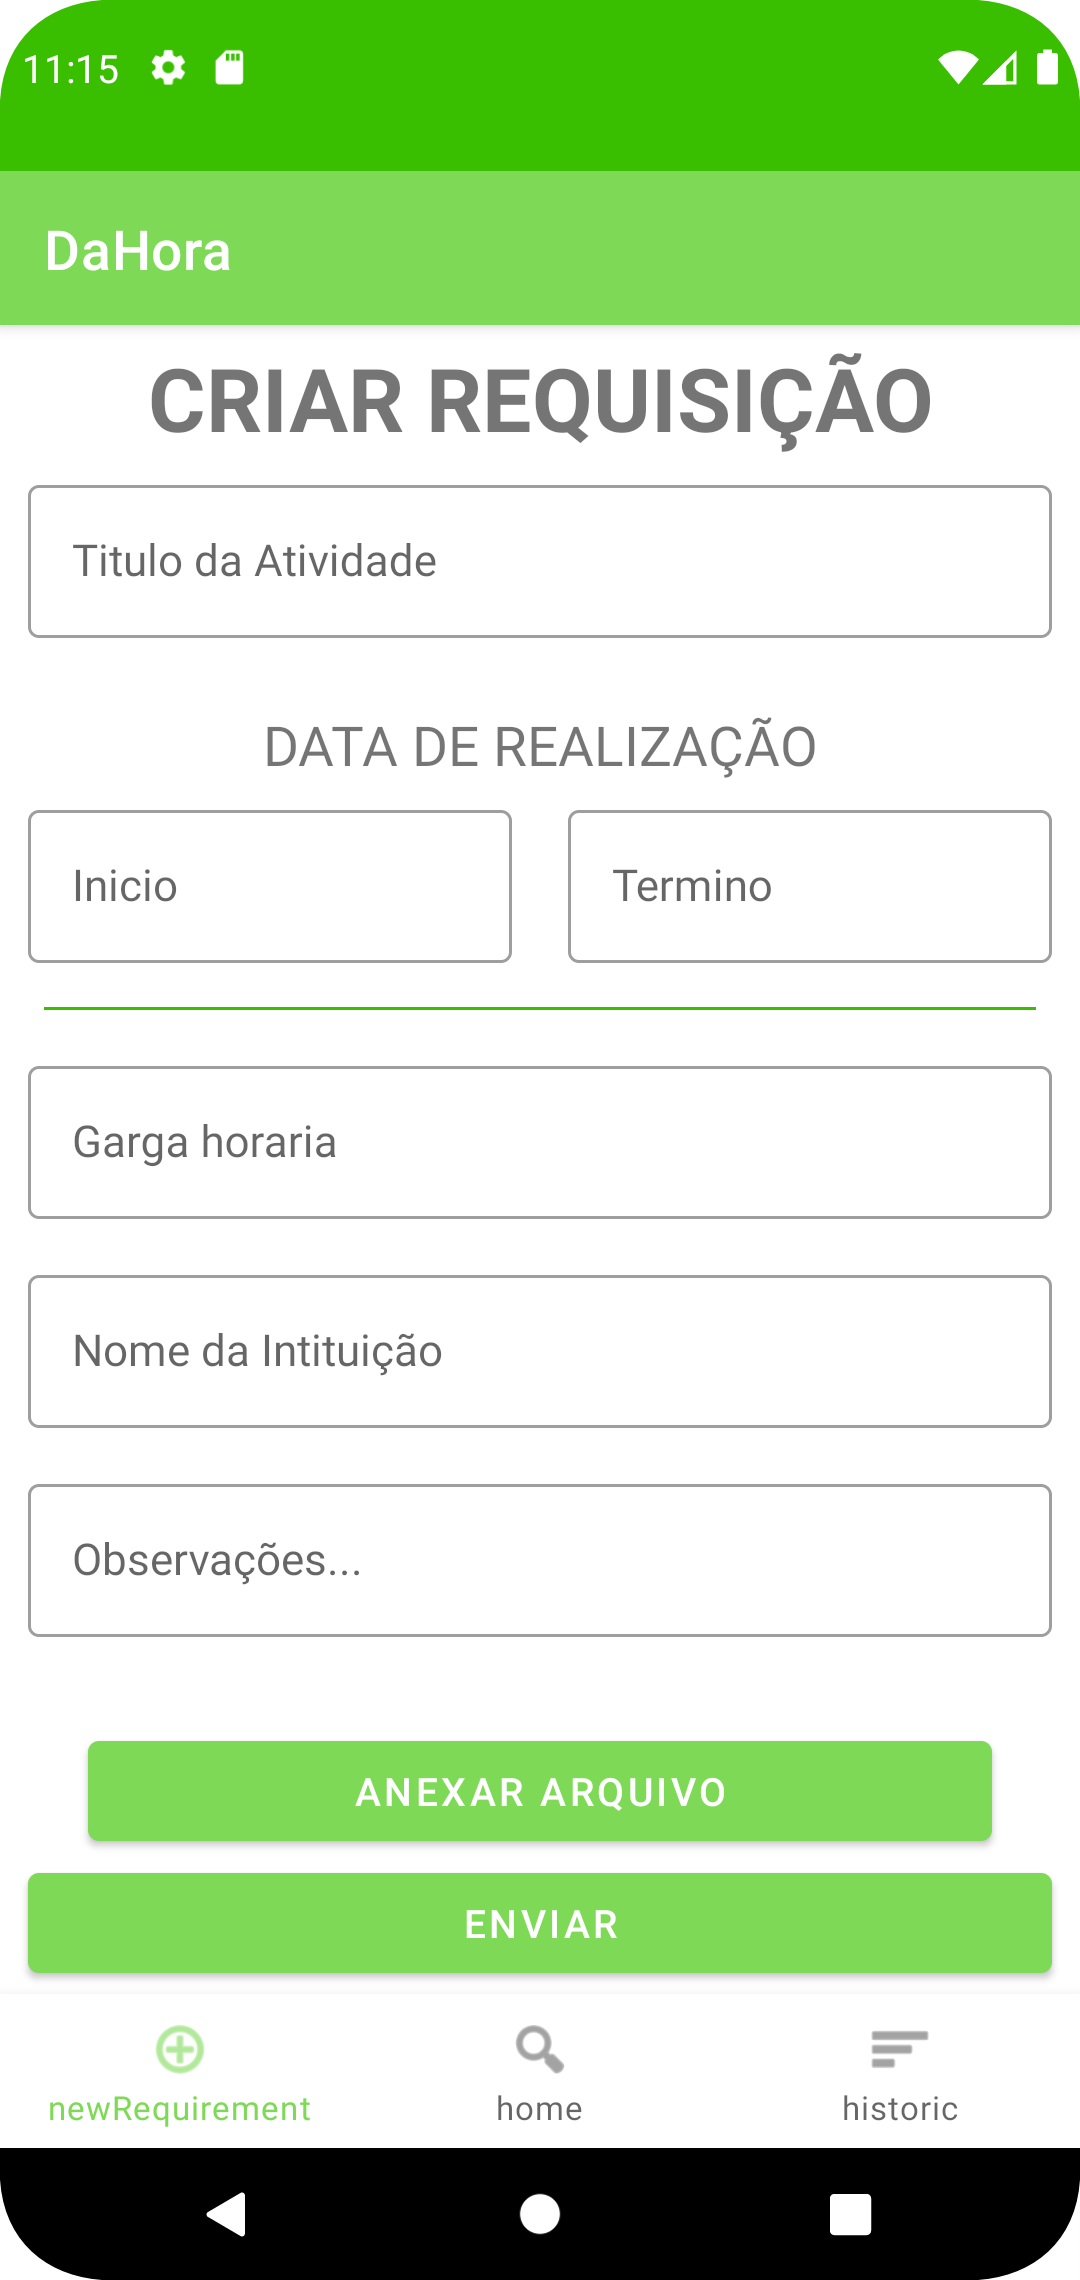 11:15
DaHora
CRIAR REQUISIÇÃO
Titulo da Atividade
DATA DE REALIZAÇÃO
Inicio
Termino
Garga horaria
Nome da Intituição
Observações...
ANEXAR ARQUIVO
ENVIAR
newRequirement
home
historic